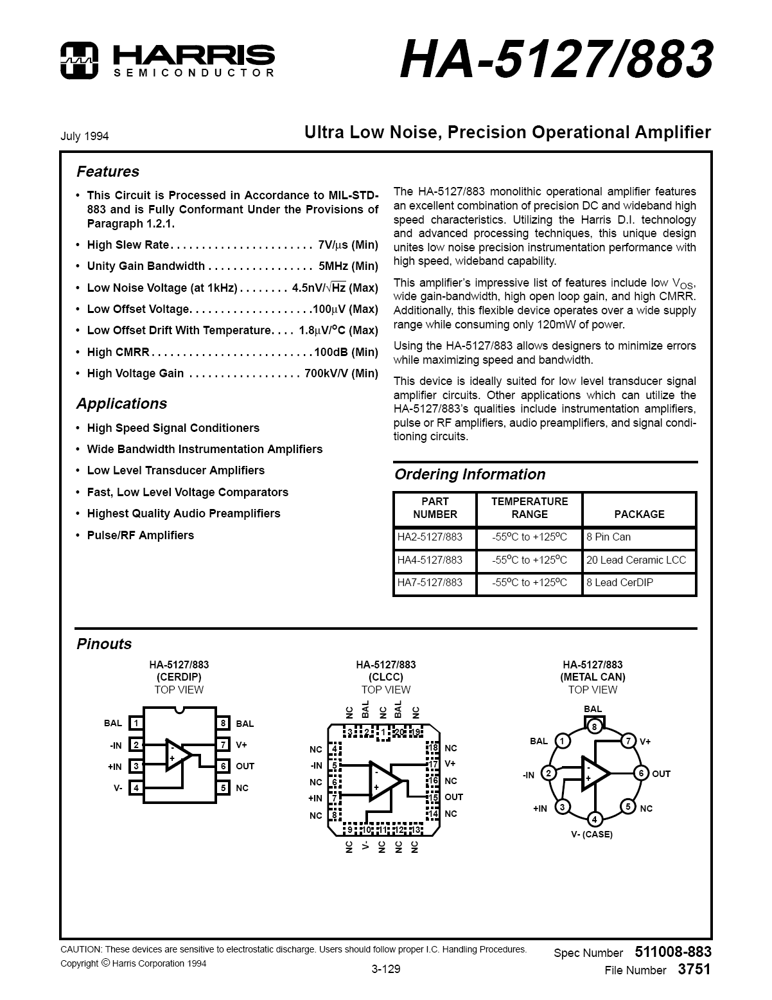 HARRIS
SEMICONDUCTOR
HA-5127/883
July 1994
Ultra Low Noise, Precision Operational Amplifier
Features
• This Circuit is Processed in Accordance to MIL-STD-
883 and is Fully Conformant Under the Provisions of
Paragraph 1.2.1.
• High Slew Rate. . . . . . . . . . . . . . . . . . . . . . . 7V/μs (Min)
• Unity Gain Bandwidth . . . . . . . . . . . . . . . . . 5MHz (Min)
• Low Noise Voltage (at 1kHz) . . . . . . . . 4.5nV/√Hz (Max)
• Low Offset Voltage. . . . . . . . . . . . . . . . . . . .100μV (Max)
• Low Offset Drift With Temperature. . . . 1.8μV/ºC (Max)
• High CMRR . . . . . . . . . . . . . . . . . . . . . . . . . . 100dB (Min)
• High Voltage Gain . . . . . . . . . . . . . . . . . . 700kV/V (Min)
Applications
• High Speed Signal Conditioners
• Wide Bandwidth Instrumentation Amplifiers
• Low Level Transducer Amplifiers
• Fast, Low Level Voltage Comparators
• Highest Quality Audio Preamplifiers
• Pulse/RF Amplifiers
The HA-5127/883 monolithic operational amplifier features
an excellent combination of precision DC and wideband high
speed characteristics. Utilizing the Harris D.I. technology
and advanced processing techniques, this unique design
unites low noise precision instrumentation performance with
high speed, wideband capability.
This amplifier's impressive list of features include low VOS,
wide gain-bandwidth, high open loop gain, and high CMRR.
Additionally, this flexible device operates over a wide supply
range while consuming only 120mW of power.
Using the HA-5127/883 allows designers to minimize errors
while maximizing speed and bandwidth.
This device is ideally suited for low level transducer signal
amplifier circuits. Other applications which can utilize the
HA-5127/883's qualities include instrumentation amplifiers,
pulse or RF amplifiers, audio preamplifiers, and signal condi-
tioning circuits.
Ordering Information
PART NUMBER TEMPERATURE RANGE PACKAGE
HA2-5127/883 -55ºC to +125ºC 8 Pin Can
HA4-5127/883 -55ºC to +125ºC 20 Lead Ceramic LCC
HA7-5127/883 -55ºC to +125ºC 8 Lead CerDIP
Pinouts
HA-5127/883
(CERDIP)
TOP VIEW
BAL 1 8 BAL
-IN 2 - 7 V+
+IN 3 + 6 OUT
V- 4 5 NC
HA-5127/883
(CLCC)
TOP VIEW
NC BAL NC BAL NC
3 2 1 20 19
NC 4 18 NC
-IN 5 - 17 V+
NC 6 + 16 NC
+IN 7 15 OUT
NC 8 14 NC
9 10 11 12 13
NC V- NC NC NC
HA-5127/883
(METAL CAN)
TOP VIEW
BAL
8
BAL 1 7 V+
-IN 2 - + 6 OUT
+IN 3 5 NC
4
V- (CASE)
CAUTION: These devices are sensitive to electrostatic discharge. Users should follow proper I.C. Handling Procedures.
Copyright © Harris Corporation 1994
3-129
Spec Number 511008-883
File Number 3751